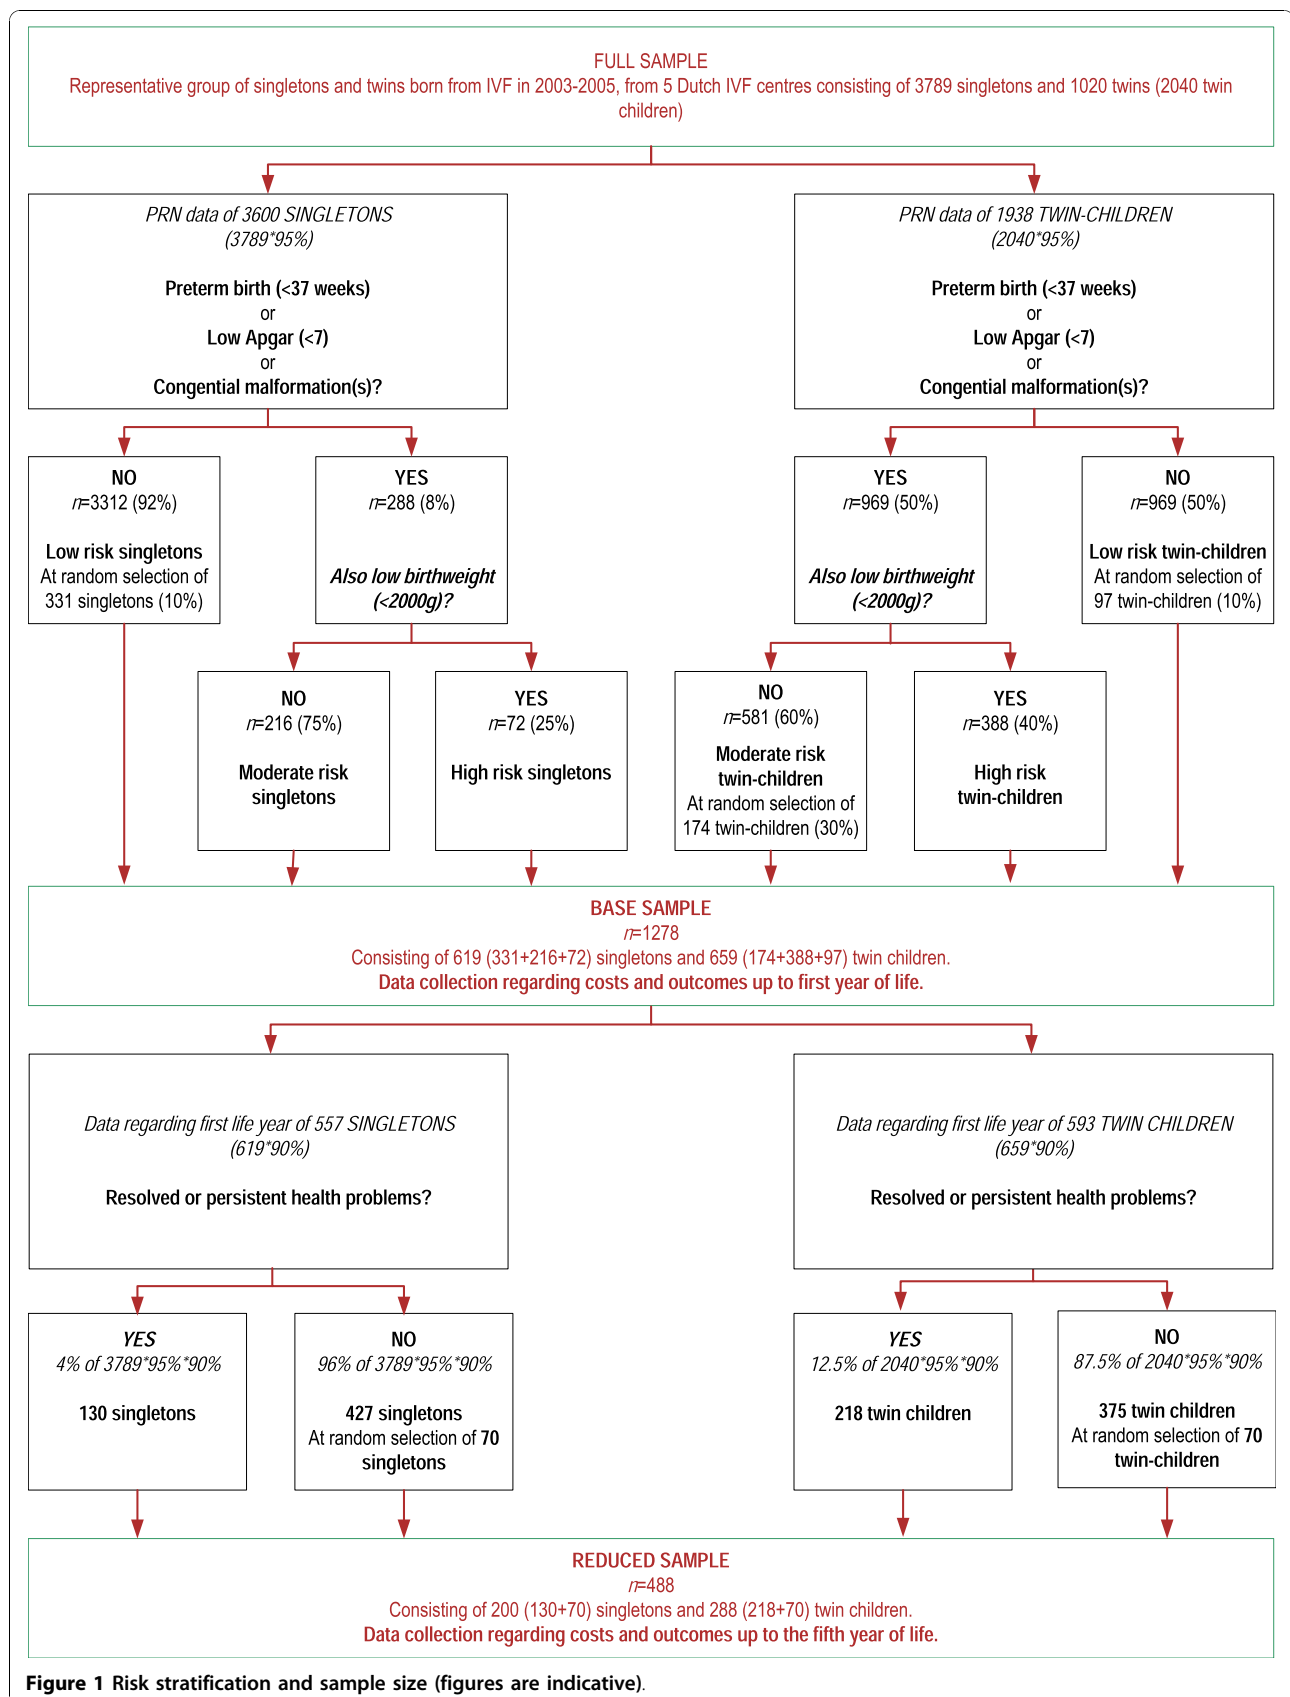 FULL SAMPLE
Representative group of singletons and twins born from IVF in 2003-2005, from 5 Dutch IVF centres consisting of 3789 singletons and 1020 twins (2040 twin
children)
PRN data of 3600 SINGLETONS
(3789*95%)
Preterm birth (<37 weeks)
or
Low Apgar (<7)
or
Congential malformation(s)?
PRN data of 1938 TWIN-CHILDREN
(2040*95%)
Preterm birth (<37 weeks)
or
Low Apgar (<7)
or
Congential malformation(s)?
NO
n=3312 (92%)
Low risk singletons
At random selection of
331 singletons (10%)
YES
n=288 (8%)
Also low birthweight
(<2000g)?
YES
n=969 (50%)
Also low birthweight
(<2000g)?
NO
n=969 (50%)
Low risk twin-children
At random selection of
97 twin-children (10%)
NO
n=216 (75%)
Moderate risk
singletons
YES
n=72 (25%)
High risk singletons
NO
n=581 (60%)
Moderate risk
twin-children
At random selection of
174 twin-children (30%)
YES
n=388 (40%)
High risk
twin-children
BASE SAMPLE
n=1278
Consisting of 619 (331+216+72) singletons and 659 (174+388+97) twin children.
Data collection regarding costs and outcomes up to first year of life.
Data regarding first life year of 557 SINGLETONS
(619*90%)
Resolved or persistent health problems?
Data regarding first life year of 593 TWIN CHILDREN
(659*90%)
Resolved or persistent health problems?
YES
4% of 3789*95%*90%
130 singletons
NO
96% of 3789*95%*90%
427 singletons
At random selection of 70
singletons
YES
12.5% of 2040*95%*90%
218 twin children
NO
87.5% of 2040*95%*90%
375 twin children
At random selection of 70
twin-children
REDUCED SAMPLE
n=488
Consisting of 200 (130+70) singletons and 288 (218+70) twin children.
Data collection regarding costs and outcomes up to the fifth year of life.
Figure 1 Risk stratification and sample size (figures are indicative).